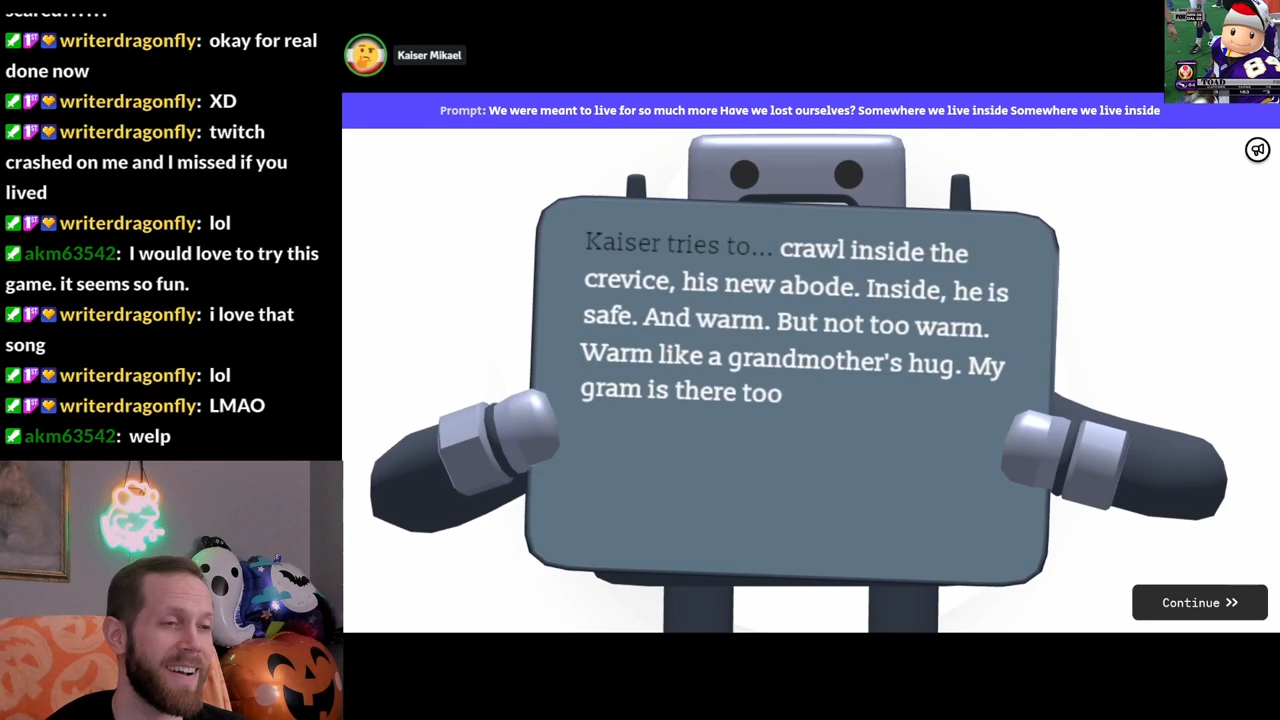 writerdragonfly: okay for real
done now
writerdragonfly: XD
writerdragonfly: twitch
crashed on me and I missed if you
lived
writerdragonfly: lol
akm63542: I would love to try this
game. it seems so fun.
writerdragonfly: i love that
song
writerdragonfly: lol
writerdragonfly: LMAO
akm63542: welp
Kaiser Mikael
Prompt: We were meant to live for so much more Have we lost ourselves? Somewhere we live inside Somewhere we live inside
Kaiser tries to... crawl inside the
crevice, his new abode. Inside, he is
safe. And warm. But not too warm.
Warm like a grandmother's hug. My
gram is there too
Continue
TOAD